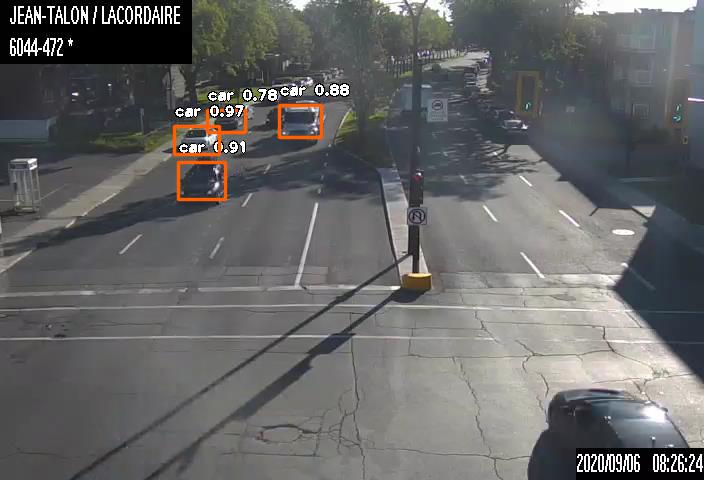 JEAN-TALON / LACORDAIRE
6044-472 *
car 0.78
car 0.88
car 0.97
car 0.91
2020/09/06 08:26:24